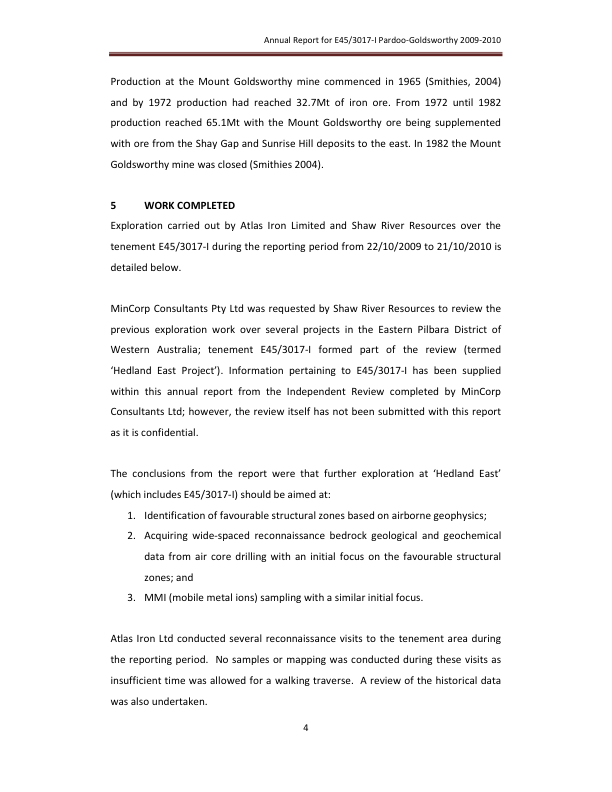 Annual Report for E45/3017-I Pardoo-Goldsworthy 2009-2010
Production at the Mount Goldsworthy mine commenced in 1965 (Smithies, 2004)
and by 1972 production had reached 32.7Mt of iron ore. From 1972 until 1982
production reached 65.1Mt with the Mount Goldsworthy ore being supplemented
with ore from the Shay Gap and Sunrise Hill deposits to the east. In 1982 the Mount
Goldsworthy mine was closed (Smithies 2004).
5 WORK COMPLETED
Exploration carried out by Atlas Iron Limited and Shaw River Resources over the
tenement E45/3017-I during the reporting period from 22/10/2009 to 21/10/2010 is
detailed below.
MinCorp Consultants Pty Ltd was requested by Shaw River Resources to review the
previous exploration work over several projects in the Eastern Pilbara District of
Western Australia; tenement E45/3017-I formed part of the review (termed
‘Hedland East Project’). Information pertaining to E45/3017-I has been supplied
within this annual report from the Independent Review completed by MinCorp
Consultants Ltd; however, the review itself has not been submitted with this report
as it is confidential.
The conclusions from the report were that further exploration at ‘Hedland East’
(which includes E45/3017-I) should be aimed at:
1. Identification of favourable structural zones based on airborne geophysics;
2. Acquiring wide-spaced reconnaissance bedrock geological and geochemical
data from air core drilling with an initial focus on the favourable structural
zones; and
3. MMI (mobile metal ions) sampling with a similar initial focus.
Atlas Iron Ltd conducted several reconnaissance visits to the tenement area during
the reporting period. No samples or mapping was conducted during these visits as
insufficient time was allowed for a walking traverse. A review of the historical data
was also undertaken.
4